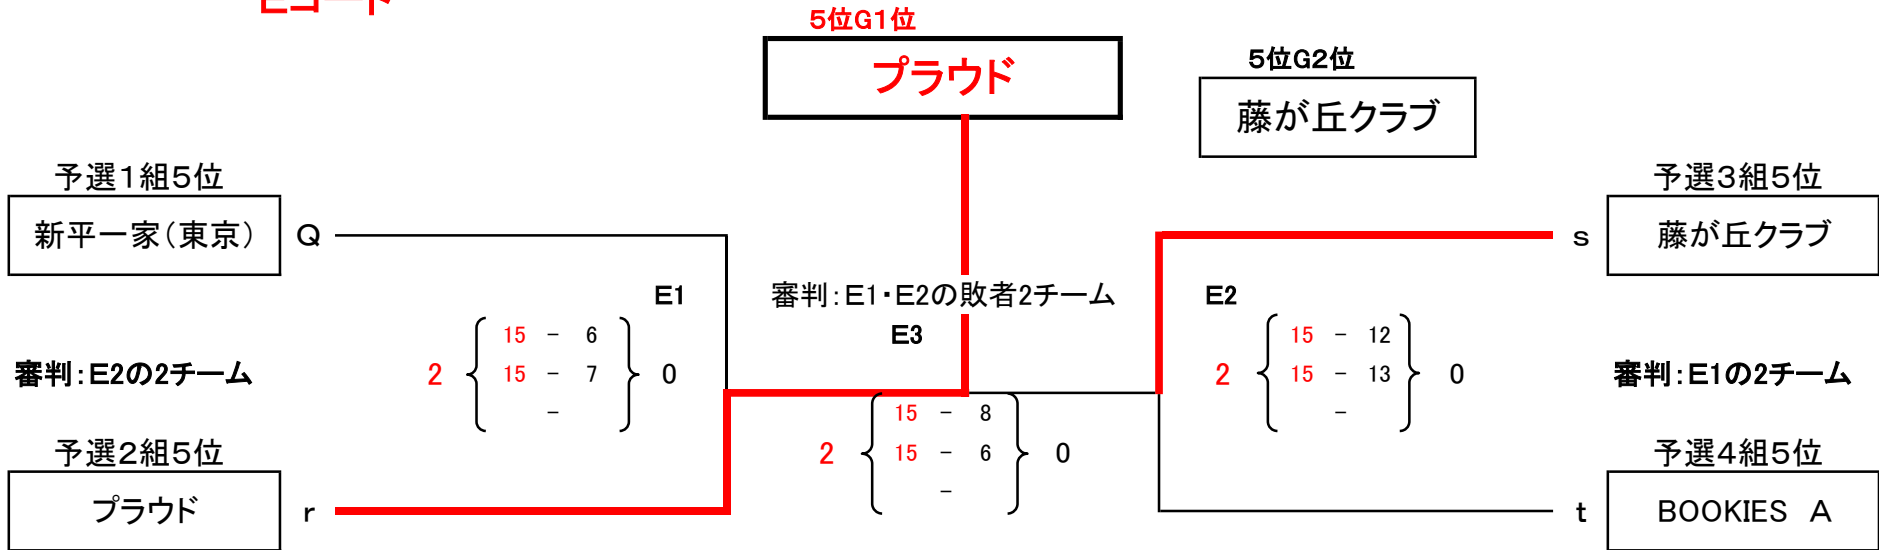 Eコート
5位G1位
プラウド
5位G2位
藤が丘クラブ
予選1組5位
新平一家(東京)
Q
予選3組5位
s
藤が丘クラブ
E1
審判:E1・E2の敗者2チーム
E2
E3
15 - 6
15 - 7
-
2
0
15 - 12
15 - 13
-
2
0
審判:E2の2チーム
審判:E1の2チーム
15 - 8
15 - 6
-
2
0
予選2組5位
プラウド
r
予選4組5位
t
BOOKIES A